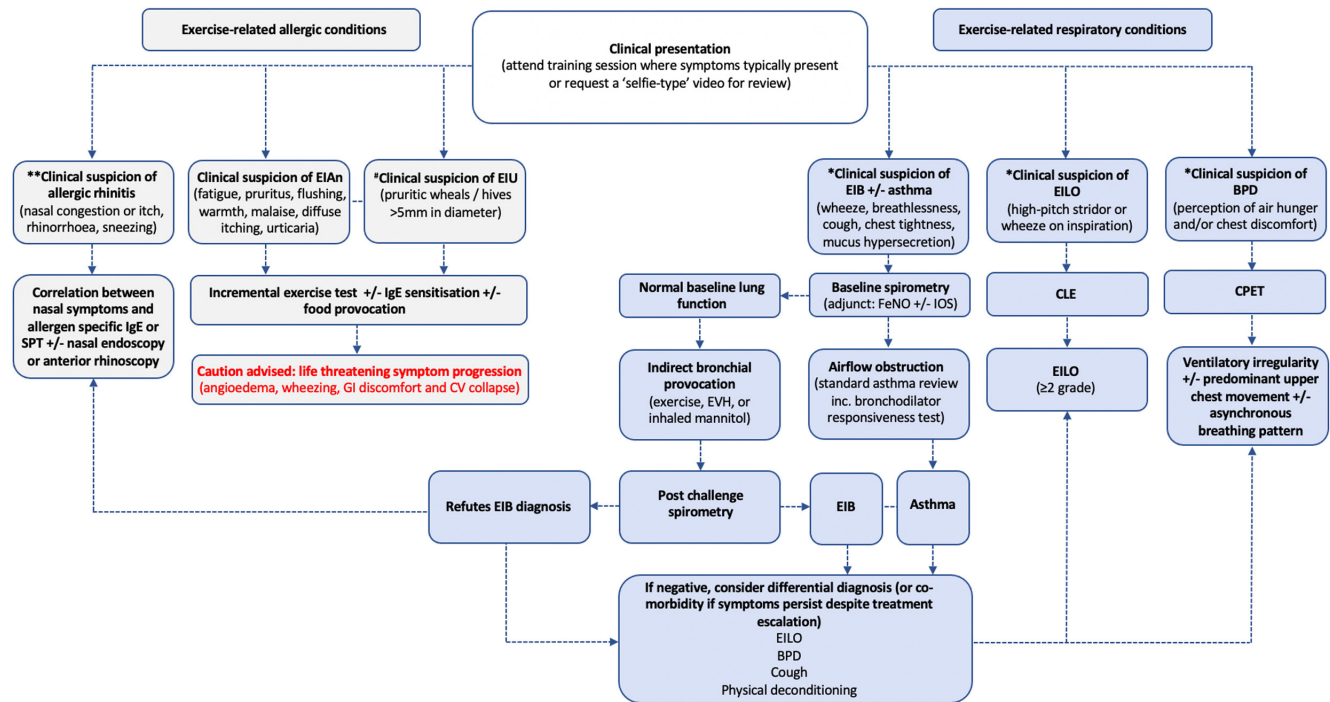 Exercise-related allergic conditions
Clinical presentation
(attend training session where symptoms typically present
or request a ‘selfie-type’ video for review)
Exercise-related respiratory conditions
**Clinical suspicion of
allergic rhinitis
(nasal congestion or itch,
rhinorrhoea, sneezing)
Clinical suspicion of EIAn
(fatigue, pruritus, flushing,
warmth, malaise, diffuse
itching, urticaria)
#Clinical suspicion of EIU
(pruritic wheals / hives
>5mm in diameter)
*Clinical suspicion of
EIB +/- asthma
(wheeze, breathlessness,
cough, chest tightness,
mucus hypersecretion)
*Clinical suspicion of
EILO
(high-pitch stridor or
wheeze on inspiration)
*Clinical suspicion of
BPD
(perception of air hunger
and/or chest discomfort)
Correlation between
nasal symptoms and
allergen specific IgE or
SPT +/- nasal endoscopy
or anterior rhinoscopy
Incremental exercise test +/- IgE sensitisation +/-
food provocation
Caution advised: life threatening symptom progression
(angioedema, wheezing, GI discomfort and CV collapse)
Normal baseline lung
function
Baseline spirometry
(adjunct: FeNO +/- IOS)
CLE
CPET
Indirect bronchial
provocation
(exercise, EVH, or
inhaled mannitol)
Airflow obstruction
(standard asthma review
inc. bronchodilator
responsiveness test)
EILO
(≥2 grade)
Ventilatory irregularity
+/- predominant upper
chest movement +/-
asynchronous
breathing pattern
Refutes EIB diagnosis
Post challenge
spirometry
EIB
Asthma
If negative, consider differential diagnosis (or co-
morbidity if symptoms persist despite treatment
escalation)
EILO
BPD
Cough
Physical deconditioning